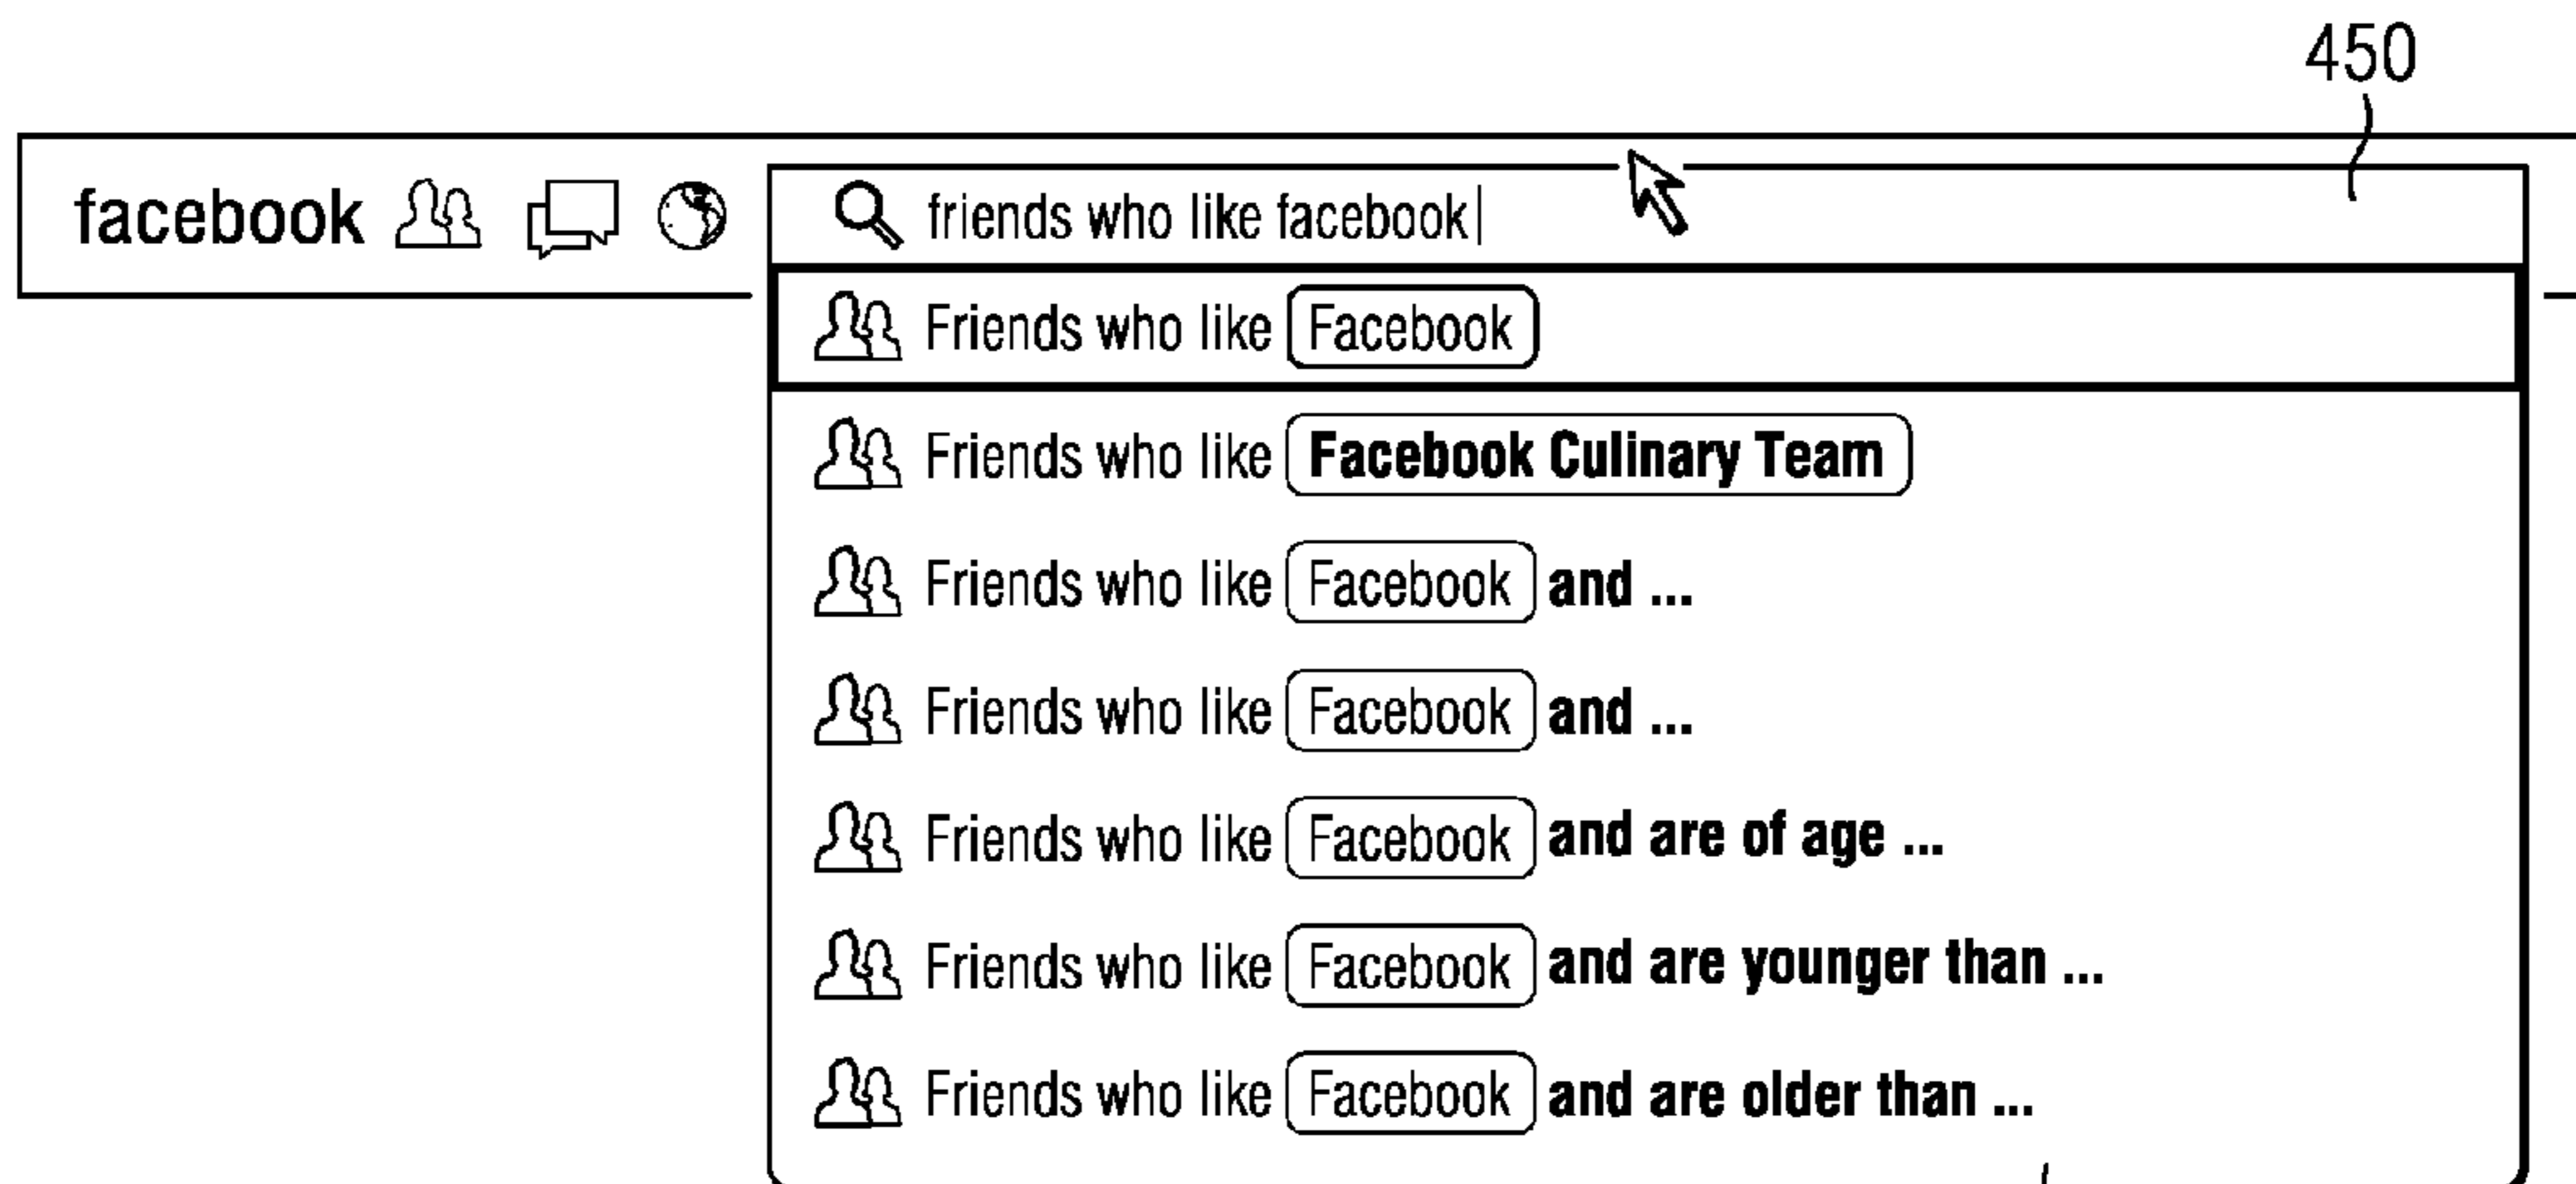 450
facebook friends who like facebook
Friends who like Facebook
Friends who like Facebook Culinary Team
Friends who like Facebook and ...
Friends who like Facebook and ...
Friends who like Facebook and are of age ...
Friends who like Facebook and are younger than ...
Friends who like Facebook and are older than ...